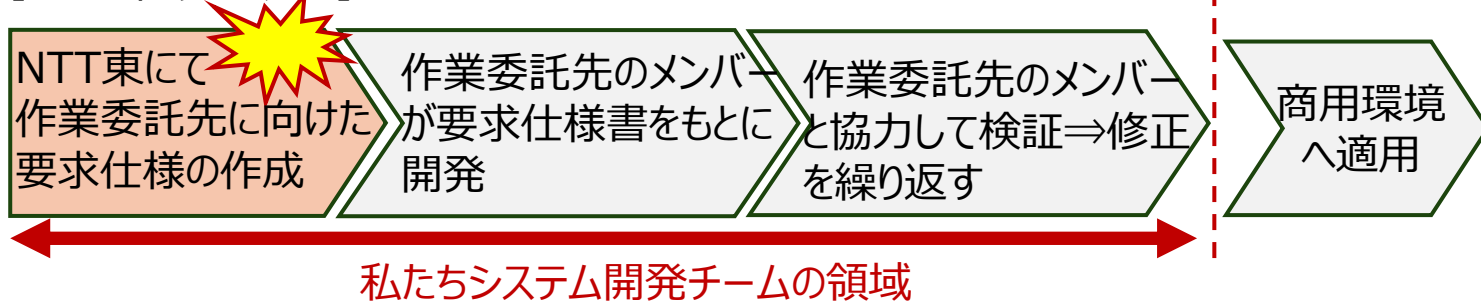 NTT東にて
作業委託先に向けた
要求仕様の作成
作業委託先のメンバー
が要求仕様書をもとに
開発
作業委託先のメンバー
と協力して検証⇒修正
を繰り返す
商用環境
へ適用
私たちシステム開発チームの領域